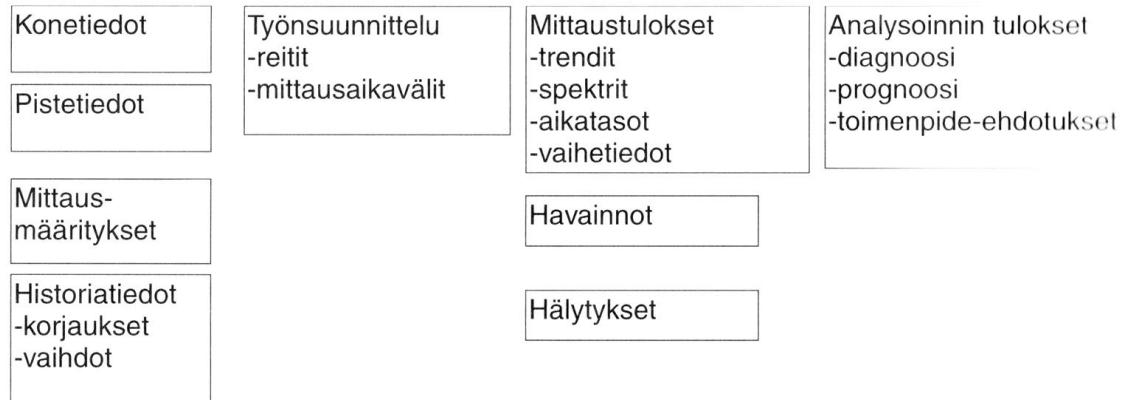 Konetiedot
Pistetiedot
Mittaus-
määritykset
Historiatiedot
-korjaukset
-vaihdot
Työnsuunnittelu
-reitit
-mittausaikavälit
Mittaustulokset
-trendit
-spektrit
-aikatasot
-vaihetiedot
Havainnot
Hälytykset
Analysoinnin tulokset
-diagnoosi
-prognoosi
-toimenpide-ehdotukset